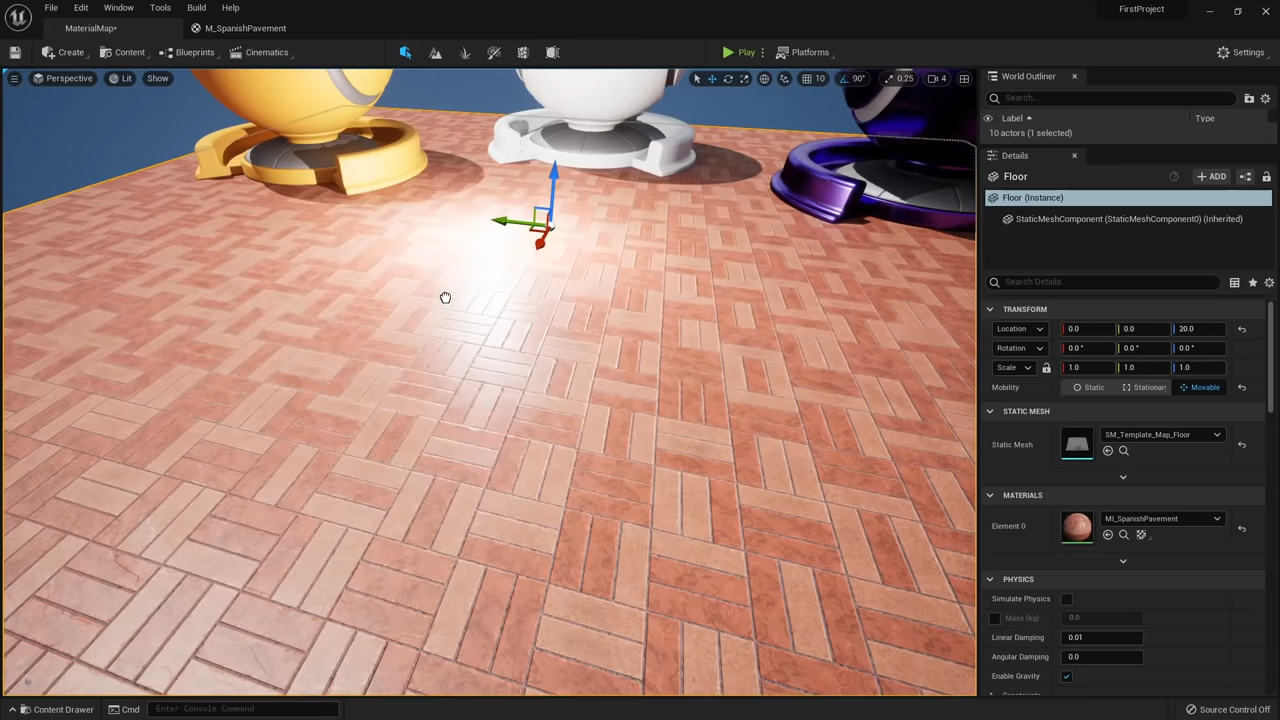 File Edit Window Tools Build Help
FirstProject
MaterialMap* M_SpanishPavement
Create Content Blueprints Cinematics Play Platforms Settings
Perspective Lit Show 10 90° 0.25 4
World Outliner
Search...
Label Type
10 actors (1 selected)
Details
Floor + ADD
Floor (Instance)
StaticMeshComponent (StaticMeshComponent0) (Inherited)
Search Details
TRANSFORM
Location 0.0 0.0 20.0
Rotation 0.0 ° 0.0 ° 0.0 °
Scale 1.0 1.0 1.0
Mobility Static Stationary Movable
STATIC MESH
Static Mesh SM_Template_Map_Floor
MATERIALS
Element 0 MI_SpanishPavement
PHYSICS
Simulate Physics
Mass (kg) 0.0
Linear Damping 0.01
Angular Damping 0.0
Enable Gravity
Constraints
Content Drawer Cmd Enter Console Command Source Control Off